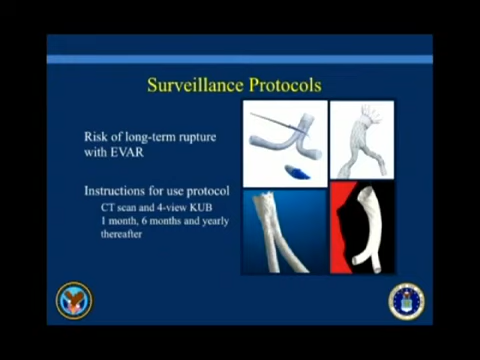 Surveillance Protocols
Risk of long-term rupture
with EVAR
Instructions for use protocol
CT scan and 4-view KUB
1 month, 6 months and yearly
thereafter